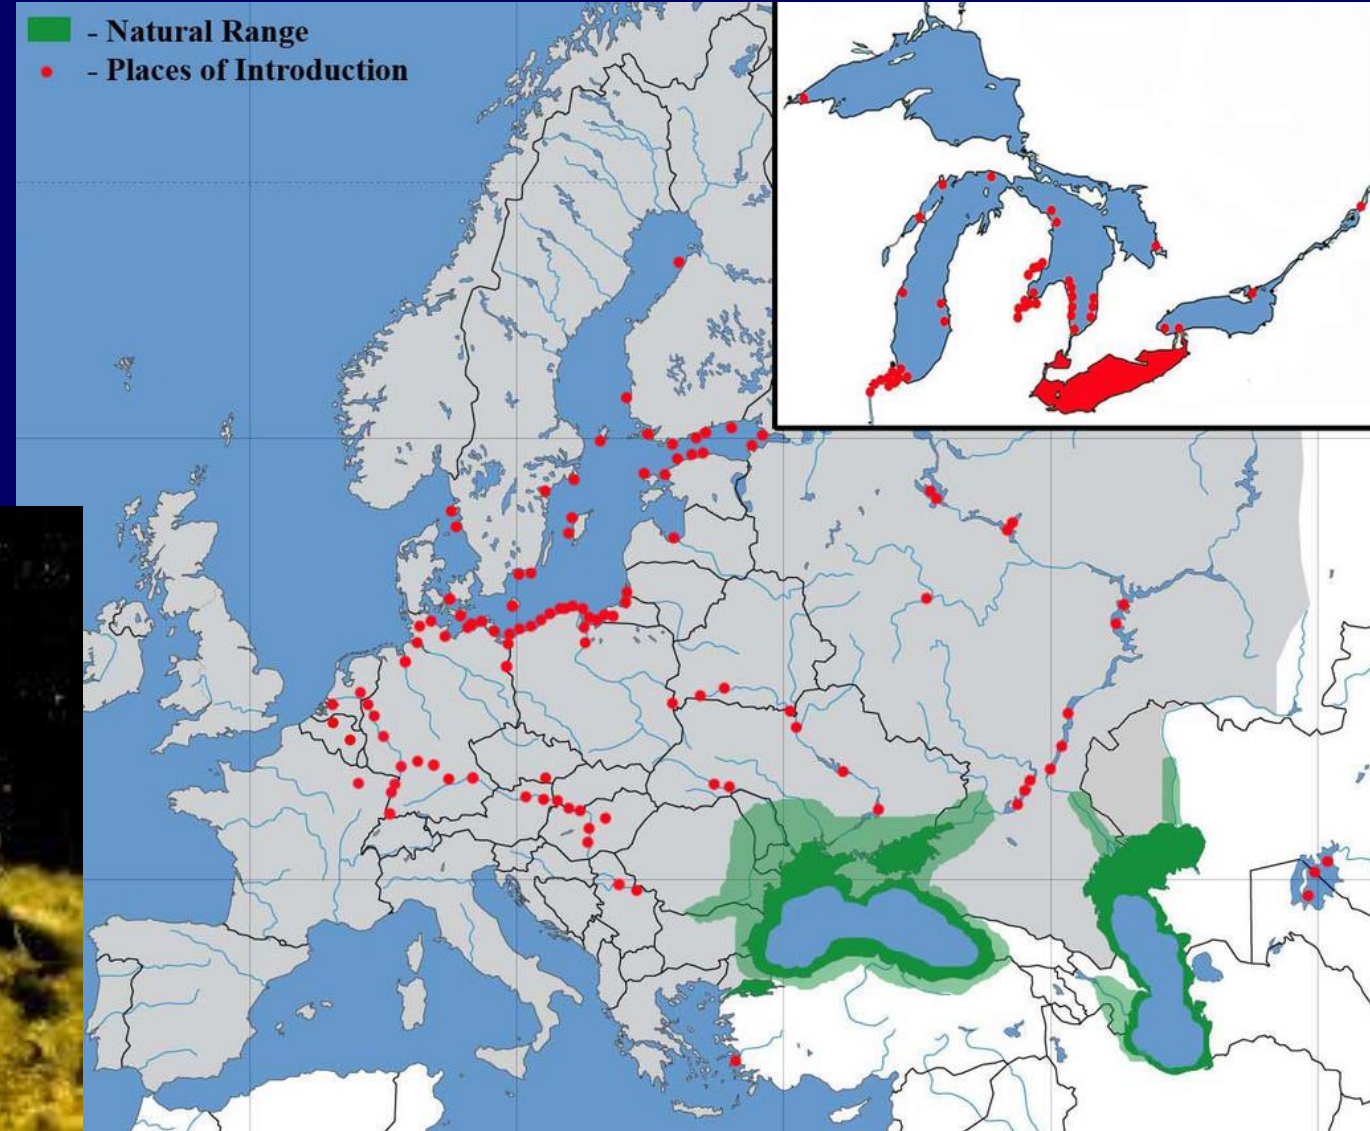 - Natural Range
- Places of Introduction